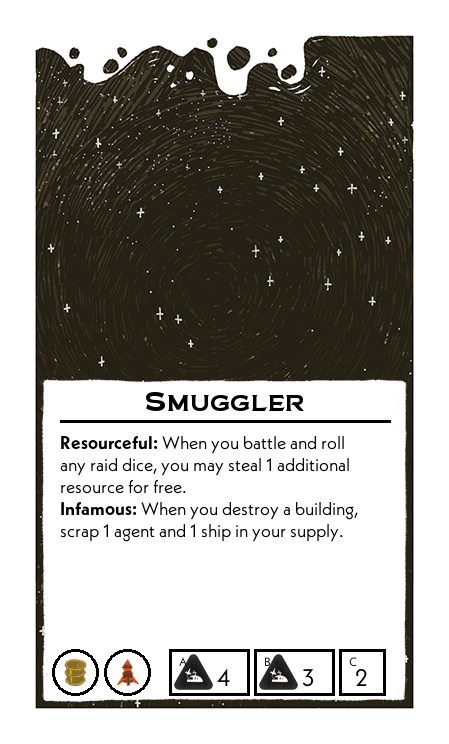 SMUGGLER
Resourceful: When you battle and roll
any raid dice, you may steal 1 additional
resource for free.
Infamous: When you destroy a building,
scrap 1 agent and 1 ship in your supply.
A 4 B 3 C 2